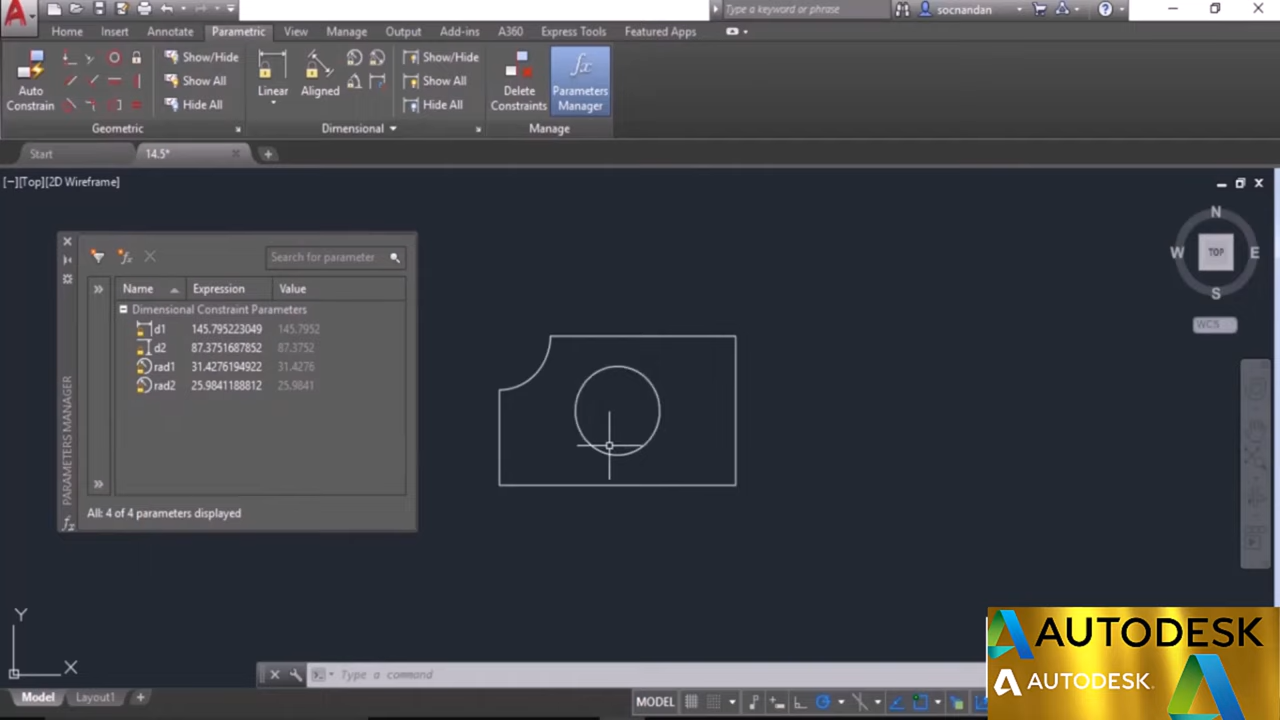 Type a keyword or phrase
socnandan
Home Insert Annotate Parametric View Manage Output Add-ins A360 Express Tools Featured Apps
Auto Constrain
Show/Hide
Show All
Hide All
Geometric
Linear
Aligned
Show/Hide
Show All
Hide All
Dimensional
Delete Constraints
Parameters Manager
Manage
Start
14.5*
[−][Top][2D Wireframe]
N
W TOP E
S
WCS
Search for parameter
Name Expression Value
Dimensional Constraint Parameters
d1 145.795223049 145.7952
d2 87.3751687852 87.3752
rad1 31.4276194922 31.4276
rad2 25.9841188812 25.9841
All: 4 of 4 parameters displayed
PARAMETERS MANAGER
Y
X
Type a command
Model Layout1
MODEL
AUTODESK
AUTODESK.